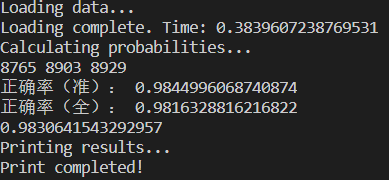 Loading data...
Loading complete. Time: 0.3839607238769531
Calculating probabilities...
8765 8903 8929
正确率（准）： 0.9844996068740874
正确率（全）： 0.9816328816216822
0.9830641543292957
Printing results...
Print completed!